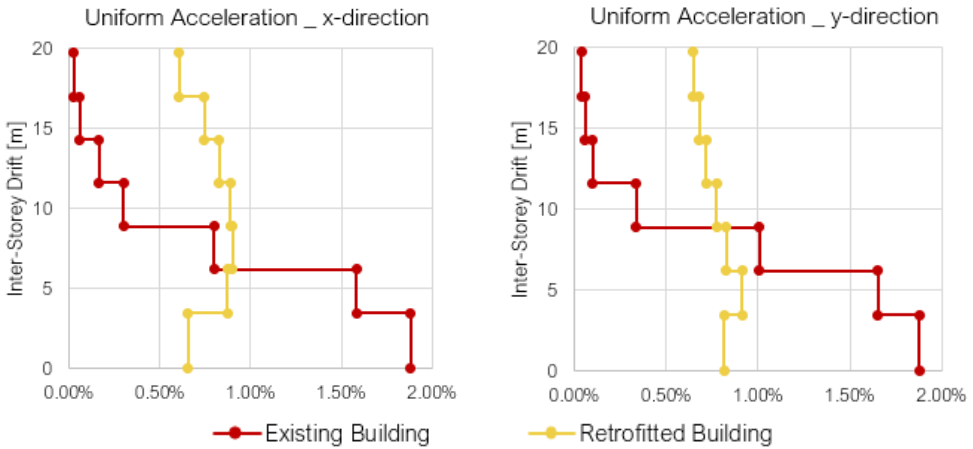 Uniform Acceleration _ x-direction
Inter-Storey Drift [m]
20
15
10
5
0
0.00% 0.50% 1.00% 1.50% 2.00%
Uniform Acceleration _ y-direction
Inter-Storey Drift [m]
20
15
10
5
0
0.00% 0.50% 1.00% 1.50% 2.00%
Existing Building
Retrofitted Building